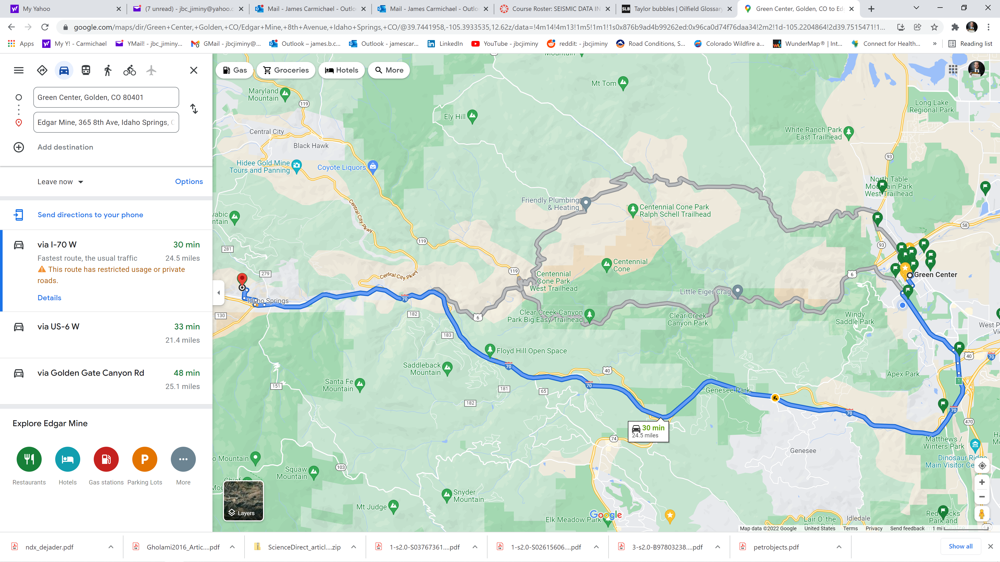 My Yahoo
(7 unread) - jbc_jiminy@yahoo.c
Mail - James Carmichael - Outlo
Mail - James Carmichael - Outlo
Course Roster: SEISMIC DATA IN
SLB
Taylor bubbles | Oilfield Glossary
Green Center, Golden, CO to Ed
google.com/maps/dir/Green+Center,+Golden,+CO/Edgar+Mine,+8th+Avenue,+Idaho+Springs,+CO/@39.7441958,-105.3933535,12.62z/data=!4m14!4m13!1m5!1m1!1s0x876b9ad4b99262ed:0x96ca0d74f76daa34!2m2!1d-105.2204864!2d39.7515471!1...
Apps
My Y! - Carmichael
YMail! - jbc_jiminy...
GMail - jbcjiminy@...
Outlook – james.b.c...
Outlook - jamescar...
LinkedIn
YouTube - jbcjiminy
reddit: - jbcjiminy
Road Conditions, S...
Colorado Wildfire a...
WunderMap® | Int...
Connect for Health...
»
Reading list
Green Center, Golden, CO 80401
Edgar Mine, 365 8th Ave, Idaho Springs, C
Add destination
Leave now
Options
Send directions to your phone
via I-70 W
30 min
Fastest route, the usual traffic
24.5 miles
This route has restricted usage or private
roads.
Details
via US-6 W
33 min
21.4 miles
via Golden Gate Canyon Rd
48 min
25.1 miles
Explore Edgar Mine
Restaurants
Hotels
Gas stations
P
Parking Lots
More
Gas
Groceries
Hotels
More
Mountain
Mt Tom
Maryland
Mountain
119
Long Lake
Regional Park
Ely Hill
Central City
Black Hawk
White Ranch Park
East Trailhead
93
Hidee Gold Mine
Tours and Panning
Coyote Liquors
North Table
Mountain Park
West Trailhead
Friendly Plumbing
& Heating
Centennial Cone Park
Ralph Schell Trailhead
Central City Pkwy
vabic
ntain
58
119
281
93
Centennial
Cone
279
119
Central City Pkwy
Centennial
Cone Park
West Trailhead
6
Green Center
Little Eiger Crag
Idaho Springs
70
130
182
6
Clear Creek Canyon
Park Big Easy Trailhead
Clear Creek
Canyon Park
Windy
Saddle Park
West P
Vi
183
Floyd Hill Open Space
40
70
Saddleback
Mountain
70
40
Apex Park
1
Santa Fe
Mountain
151
181
65
70
Genesee Park
182
70
70
470
30 min
24.5 miles
74
Matthews /
Winters Park
Genesee
Dinosaur Ridge
Main Visitor Ce
o Mountain
Squaw
Mountain
103
Chief
Mou
Snyder
Mountain
Mt Judge
Layers
Elk Meadow Park
Google
Lair O' the
Idledale
Park and
Map data ©2022 Google
United States
Terms
Privacy
Send feedback
1 mi
ndx_dejader.pdf
Gholami2016_Artic....pdf
ScienceDirect_articl....zip
1-s2.0-S03767361....pdf
1-s2.0-S02615606....pdf
3-s2.0-B97803238....pdf
petrobjects.pdf
Show all